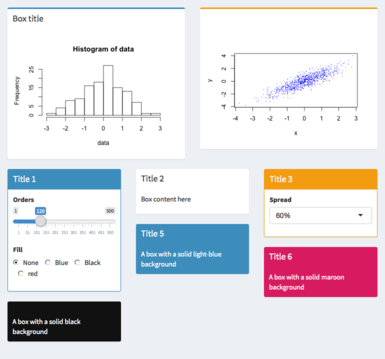 Box title
Histogram of data
Frequency
25
15
0 5
-3 -2 -1 0 1 2 3
data
y
4
2
0
-2
-4
-4 -3 -2 -1 0 1 2 3
x
Title 1
Orders
1 120 500
1 51 101 151 201 251 301 351 401 451 500
Fill
None Blue Black
red
Title 2
Box content here
Title 3
Spread
60%
Title 5
A box with a solid light-blue
background
Title 6
A box with a solid maroon
background
A box with a solid black
background